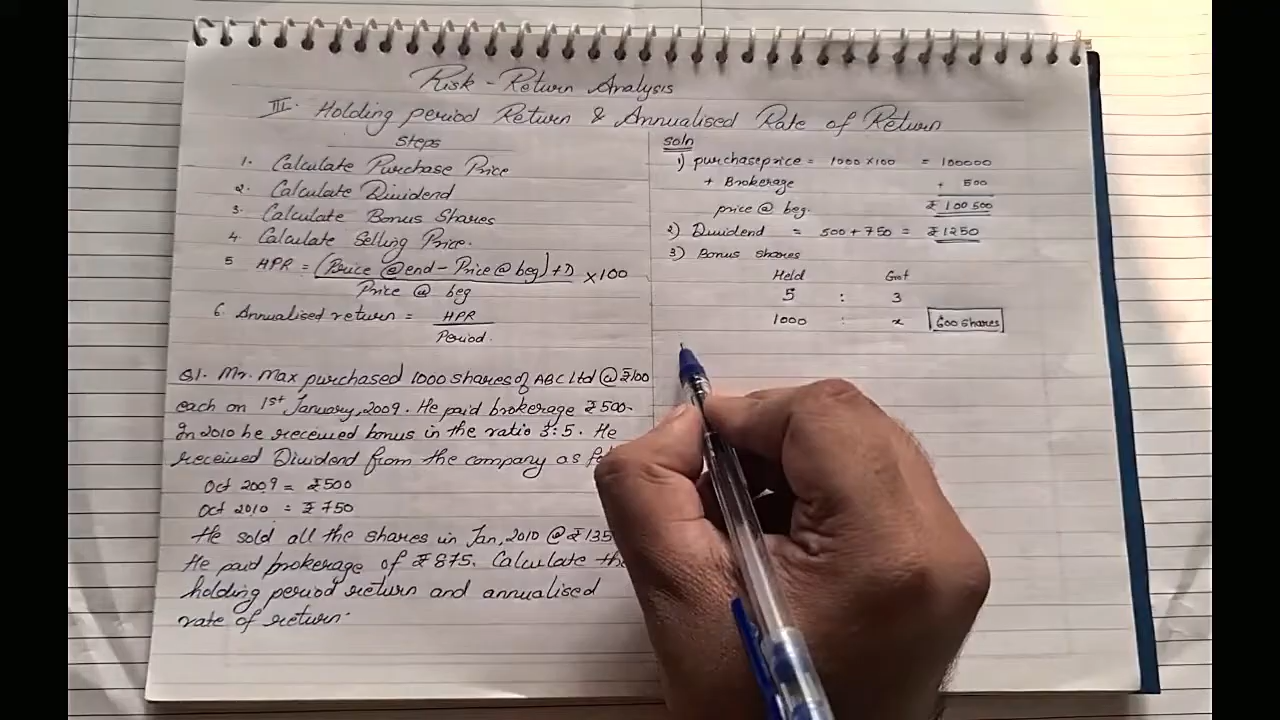 Risk - Return Analysis
III. Holding period Return & Annualised Rate of Return
Steps
1. Calculate Purchase Price
2. Calculate Dividend
3. Calculate Bonus Shares
4. Calculate Selling Price.
5 HPR = (Price @ end - Price @ beg) + D × 100
Price @ beg
6. Annualised return = HPR
Period.
Q1. Mr. Max purchased 1000 shares of ABC Ltd @ ₹100
each on 1st January, 2009. He paid brokerage ₹500.
In 2010 he received bonus in the ratio 3:5. He
received Dividend from the company as
Oct 2009 = ₹500
Oct 2010 = ₹750
He sold all the shares in Jan, 2010 @ ₹135
He paid brokerage of ₹875. Calculate the
holding period return and annualised
rate of return.
Soln
1) purchase price = 1000 × 100 = 100000
+ Brokerage + 500
price @ beg. ₹ 100500
2) Dividend = 500 + 750 = ₹1250
3) Bonus shares
Held Got
5 : 3
1000 : x 600 shares